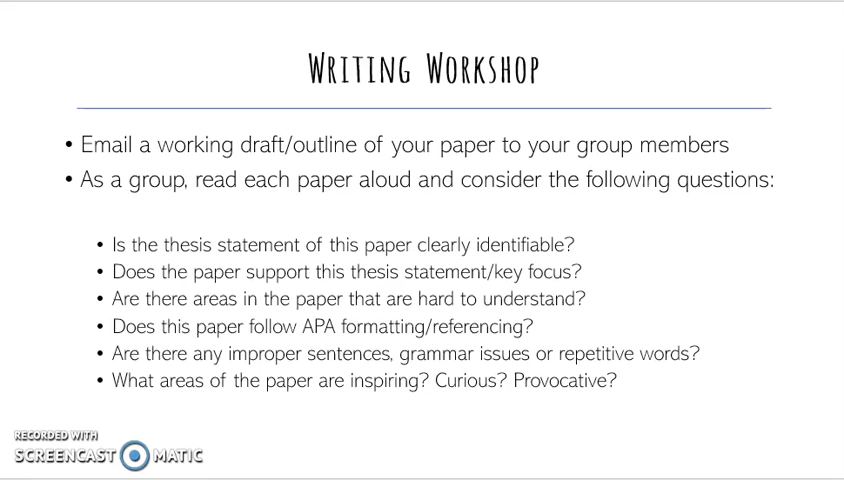 Writing Workshop
• Email a working draft/outline of your paper to your group members
• As a group, read each paper aloud and consider the following questions:
• Is the thesis statement of this paper clearly identifiable?
• Does the paper support this thesis statement/key focus?
• Are there areas in the paper that are hard to understand?
• Does this paper follow APA formatting/referencing?
• Are there any improper sentences, grammar issues or repetitive words?
• What areas of the paper are inspiring? Curious? Provocative?
RECORDED WITH
SCREENCAST MATIC